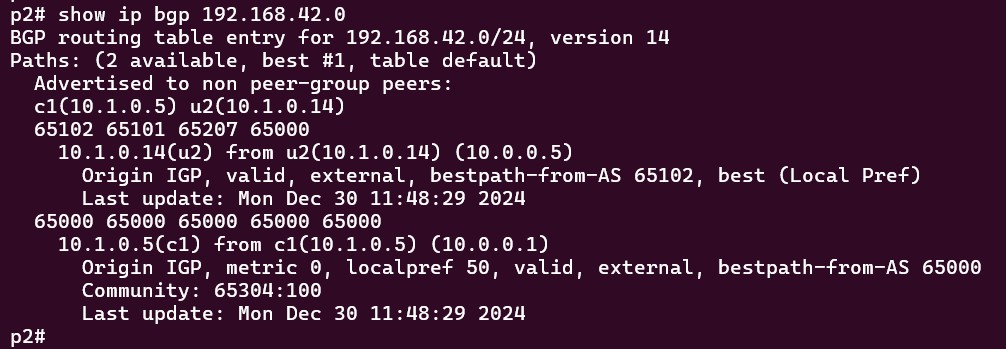 p2# show ip bgp 192.168.42.0
BGP routing table entry for 192.168.42.0/24, version 14
Paths: (2 available, best #1, table default)
  Advertised to non peer-group peers:
  c1(10.1.0.5) u2(10.1.0.14)
  65102 65101 65207 65000
    10.1.0.14(u2) from u2(10.1.0.14) (10.0.0.5)
      Origin IGP, valid, external, bestpath-from-AS 65102, best (Local Pref)
      Last update: Mon Dec 30 11:48:29 2024
  65000 65000 65000 65000 65000
    10.1.0.5(c1) from c1(10.1.0.5) (10.0.0.1)
      Origin IGP, metric 0, localpref 50, valid, external, bestpath-from-AS 65000
      Community: 65304:100
      Last update: Mon Dec 30 11:48:29 2024
p2#